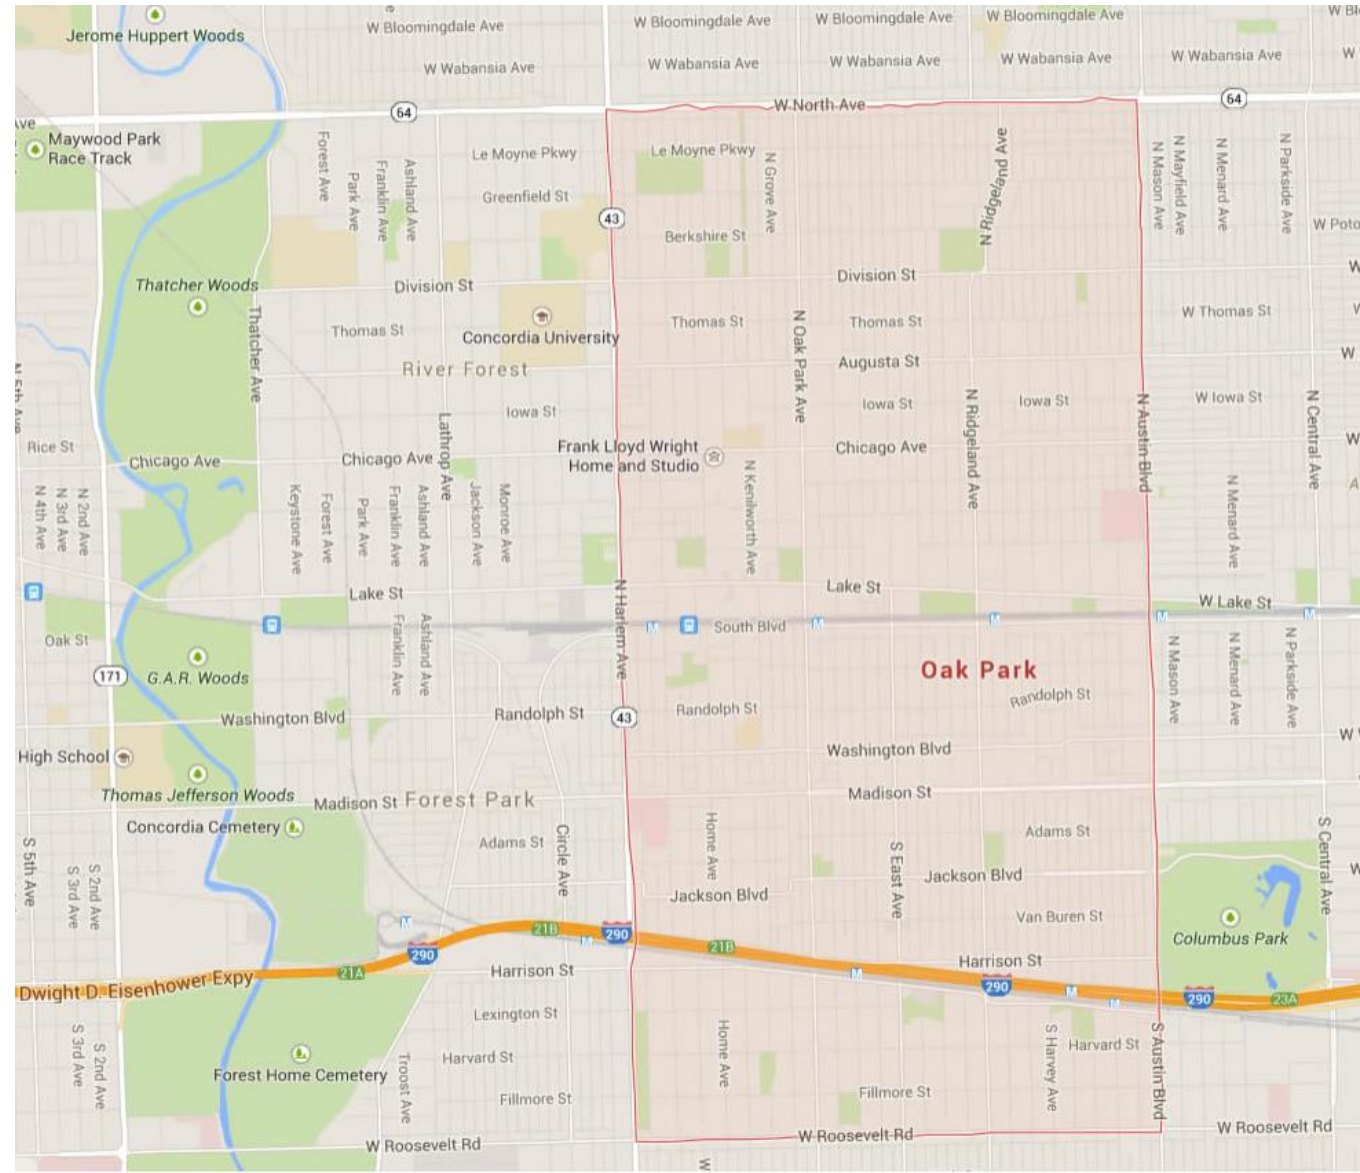 e
W Bloomingdale Ave
W Bloomingdale Ave
W Bloomingdale Ave
W Bloomingdale Ave
Jerome Huppert Woods
W Wabansia Ave
W Wabansia Ave
W Wabansia Ave
W Wabansia Ave
W Wabansia Ave
W
64
W North Ave
64
Maywood Park
Race Track
Forest Ave
Park Ave
Franklin Ave
Ashland Ave
Le Moyne Pkwy
Greenfield St
Le Moyne Pkwy
N Grove Ave
N Ridgeland Ave
N Mason Ave
N Mayfield Ave
N Menard Ave
N Parkside Ave
43
Berkshire St
W Poto
Thatcher Woods
Division St
Division St
W
Thatcher Ave
Thomas St
Concordia University
Thomas St
N Oak Park Ave
Thomas St
W Thomas St
River Forest
Augusta St
W
N 5th Ave
Lathrop Ave
Iowa St
Iowa St
N Ridgeland Ave
Iowa St
N Austin Blvd
W Iowa St
N Central Ave
Rice St
Chicago Ave
Chicago Ave
Frank Lloyd Wright
Home and Studio
Chicago Ave
W
N 4th Ave
N 3rd Ave
N 2nd Ave
Keystone Ave
Forest Ave
Park Ave
Franklin Ave
Ashland Ave
Jackson Ave
Monroe Ave
N Kenilworth Ave
N Menard Ave
A
Lake St
N Harlem Ave
Lake St
W Lake St
Oak St
Franklin Ave
Ashland Ave
M
South Blvd
M
M
M
M
N Mason Ave
N Menard Ave
N Parkside Ave
171
G.A.R. Woods
Oak Park
Washington Blvd
Randolph St
43
Randolph St
Randolph St
High School
Washington Blvd
W
Thomas Jefferson Woods
Madison St
Forest Park
Madison St
Concordia Cemetery
Adams St
Circle Ave
Home Ave
Adams St
S Central Ave
S 5th Ave
S 3rd Ave
S 2nd Ave
Jackson Blvd
S East Ave
Jackson Blvd
W
M
21B
M
290
Van Buren St
Columbus Park
290
21B
Dwight D. Eisenhower Expy
21A
Harrison St
M
Harrison St
290
M
M
290
23A
S 3rd Ave
S 2nd Ave
Lexington St
Home Ave
S Harvey Ave
Harvard St
S Austin Blvd
Forest Home Cemetery
Troost Ave
Harvard St
Fillmore St
Fillmore St
W Roosevelt Rd
W Roosevelt Rd
W Roosevelt Rd
W